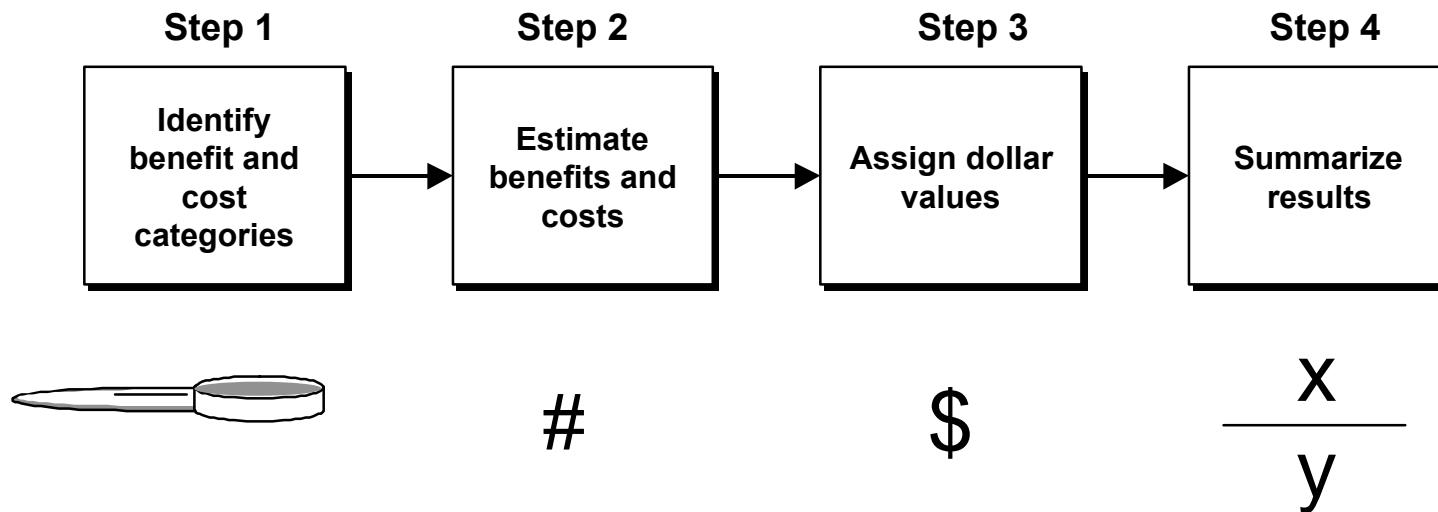 Step 1
Step 2
Step 3
Step 4
Identify
benefit and
cost
categories
Estimate
benefits and
costs
Assign dollar
values
Summarize
results
#
$
x
y